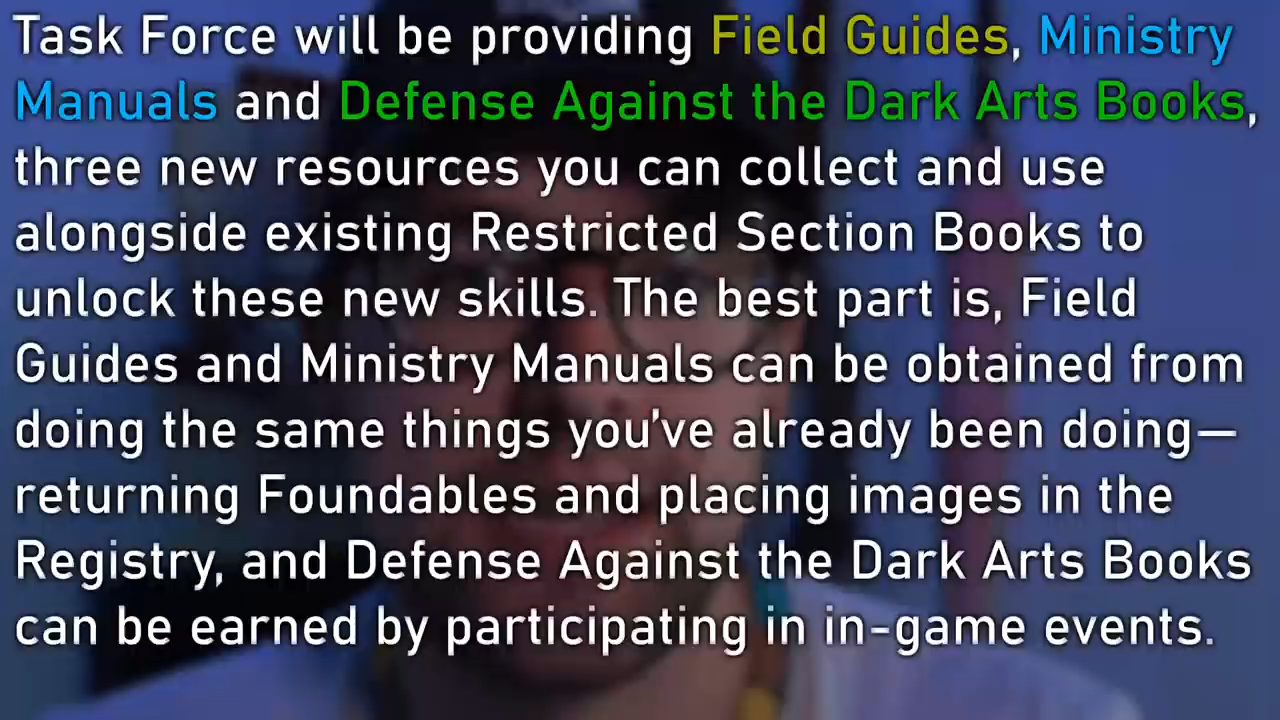 Task Force will be providing Field Guides, Ministry
Manuals and Defense Against the Dark Arts Books,
three new resources you can collect and use
alongside existing Restricted Section Books to
unlock these new skills. The best part is, Field
Guides and Ministry Manuals can be obtained from
doing the same things you’ve already been doing—
returning Foundables and placing images in the
Registry, and Defense Against the Dark Arts Books
can be earned by participating in in-game events.